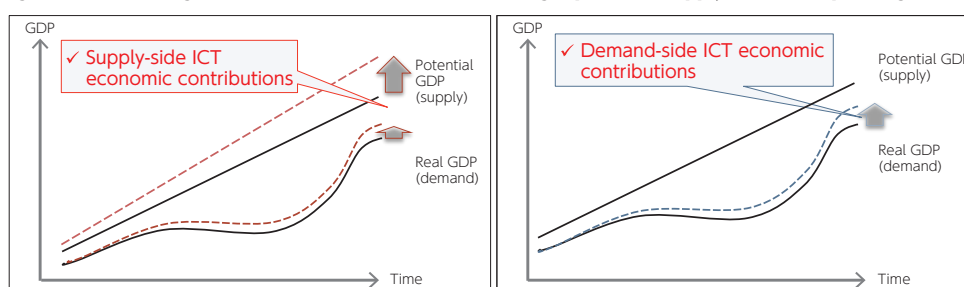 GDP
✓ Supply-side ICT
economic contributions
Potential
GDP
(supply)
Real GDP
(demand)
Time
GDP
✓ Demand-side ICT economic
contributions
Potential GDP
(supply)
Real GDP
(demand)
Time